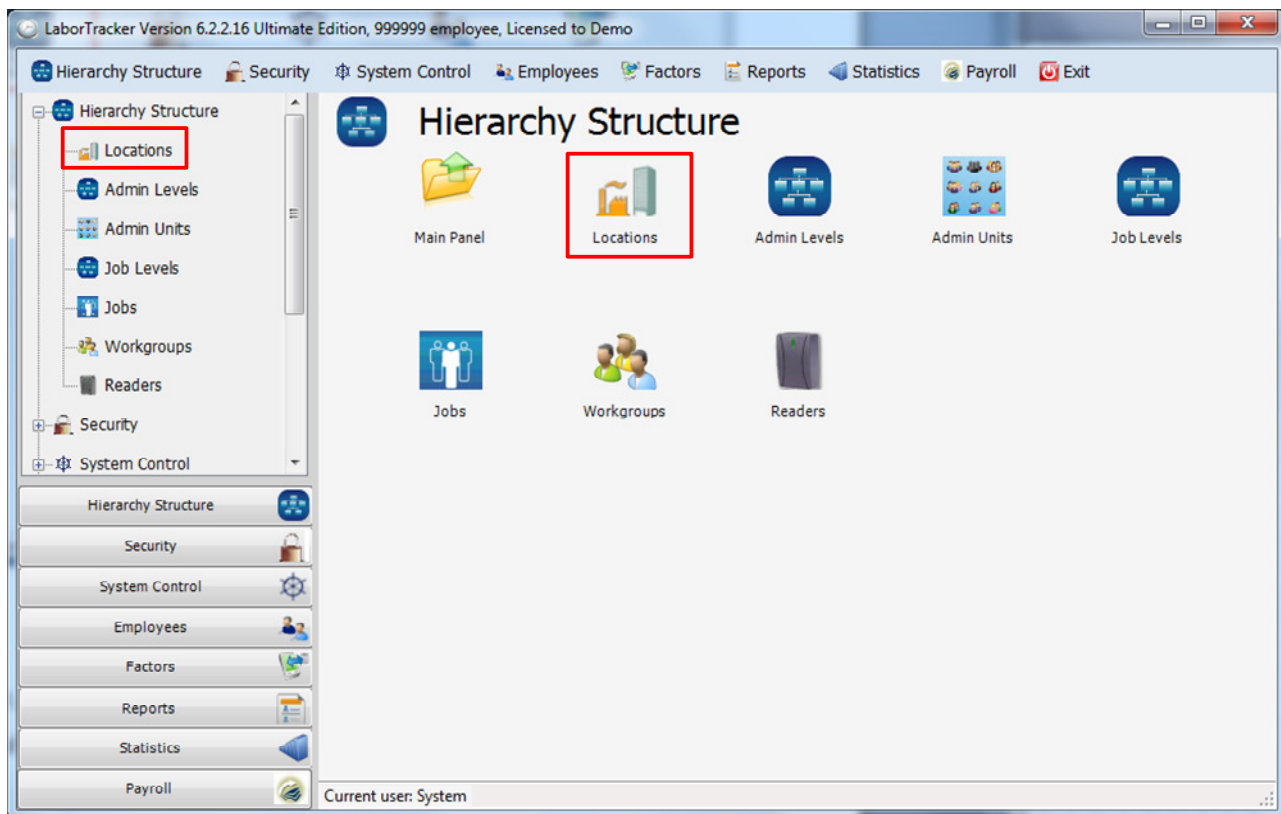 LaborTracker Version 6.2.2.16 Ultimate Edition, 999999 employee, Licensed to Demo
Hierarchy Structure Security System Control Employees Factors Reports Statistics Payroll Exit
Hierarchy Structure
Locations
Admin Levels
Admin Units
Job Levels
Jobs
Workgroups
Readers
Security
System Control
Hierarchy Structure
Security
System Control
Employees
Factors
Reports
Statistics
Payroll
Hierarchy Structure
Main Panel Locations Admin Levels Admin Units Job Levels
Jobs Workgroups Readers
Current user: System